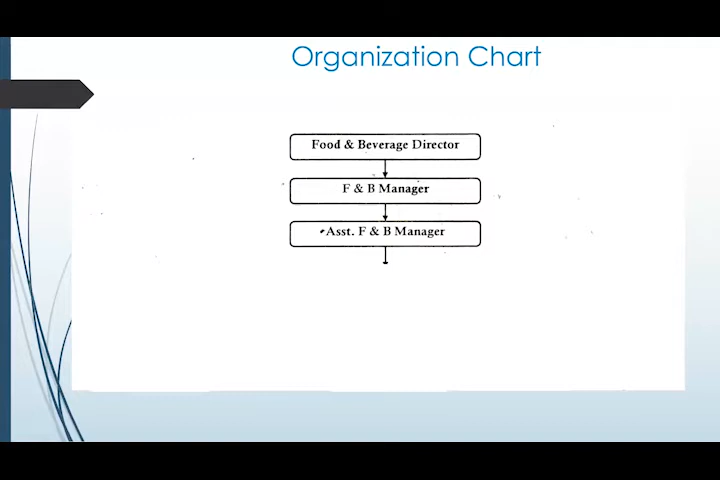 Organization Chart
Food & Beverage Director
F & B Manager
Asst. F & B Manager